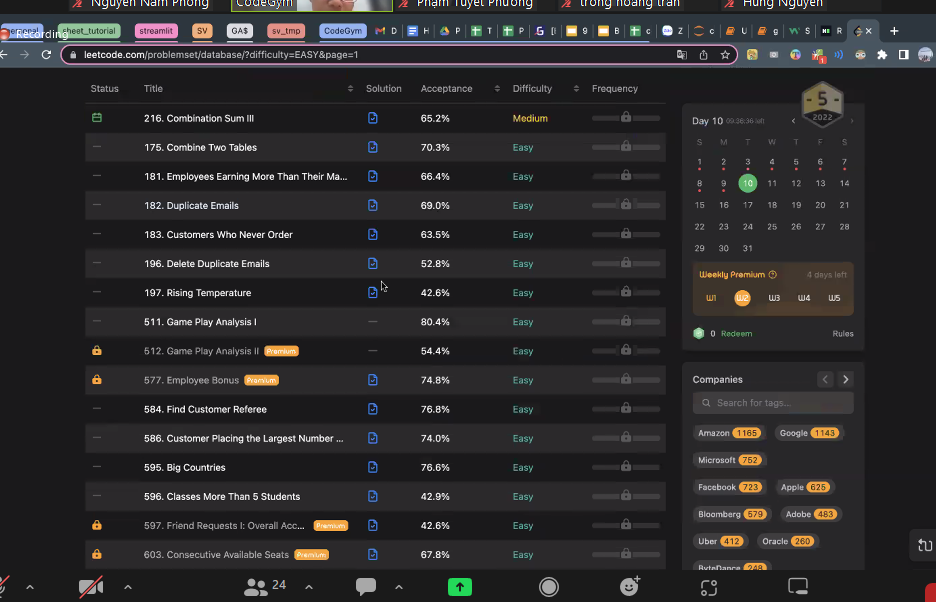 Nguyen Nam Phong
CodeGym
Phạm Tuyết Phương
trong hoang tran
Hung Nguyen
Recording
heet_tutorial
streamlit
SV
GA$
sv_tmp
CodeGym
leetcode.com/problemset/database/?difficulty=EASY&page=1
Status Title Solution Acceptance Difficulty Frequency
216. Combination Sum III 65.2% Medium
175. Combine Two Tables 70.3% Easy
181. Employees Earning More Than Their Ma... 66.4% Easy
182. Duplicate Emails 69.0% Easy
183. Customers Who Never Order 63.5% Easy
196. Delete Duplicate Emails 52.8% Easy
197. Rising Temperature 42.6% Easy
511. Game Play Analysis I 80.4% Easy
512. Game Play Analysis II Premium 54.4% Easy
577. Employee Bonus Premium 74.8% Easy
584. Find Customer Referee 76.8% Easy
586. Customer Placing the Largest Number ... 74.0% Easy
595. Big Countries 76.6% Easy
596. Classes More Than 5 Students 42.9% Easy
597. Friend Requests I: Overall Acc... Premium 42.6% Easy
603. Consecutive Available Seats Premium 67.8% Easy
5
2022
Day 10
S M T W T F S
1 2 3 4 5 6 7
8 9 10 11 12 13 14
15 16 17 18 19 20 21
22 23 24 25 26 27 28
29 30 31
Weekly Premium 4 days left
W1 W2 W3 W4 W5
0 Redeem Rules
Companies
Search for tags...
Amazon 1165 Google 1143
Microsoft 752
Facebook 723 Apple 625
Bloomberg 579 Adobe 483
Uber 412 Oracle 260
ByteDance 248
24